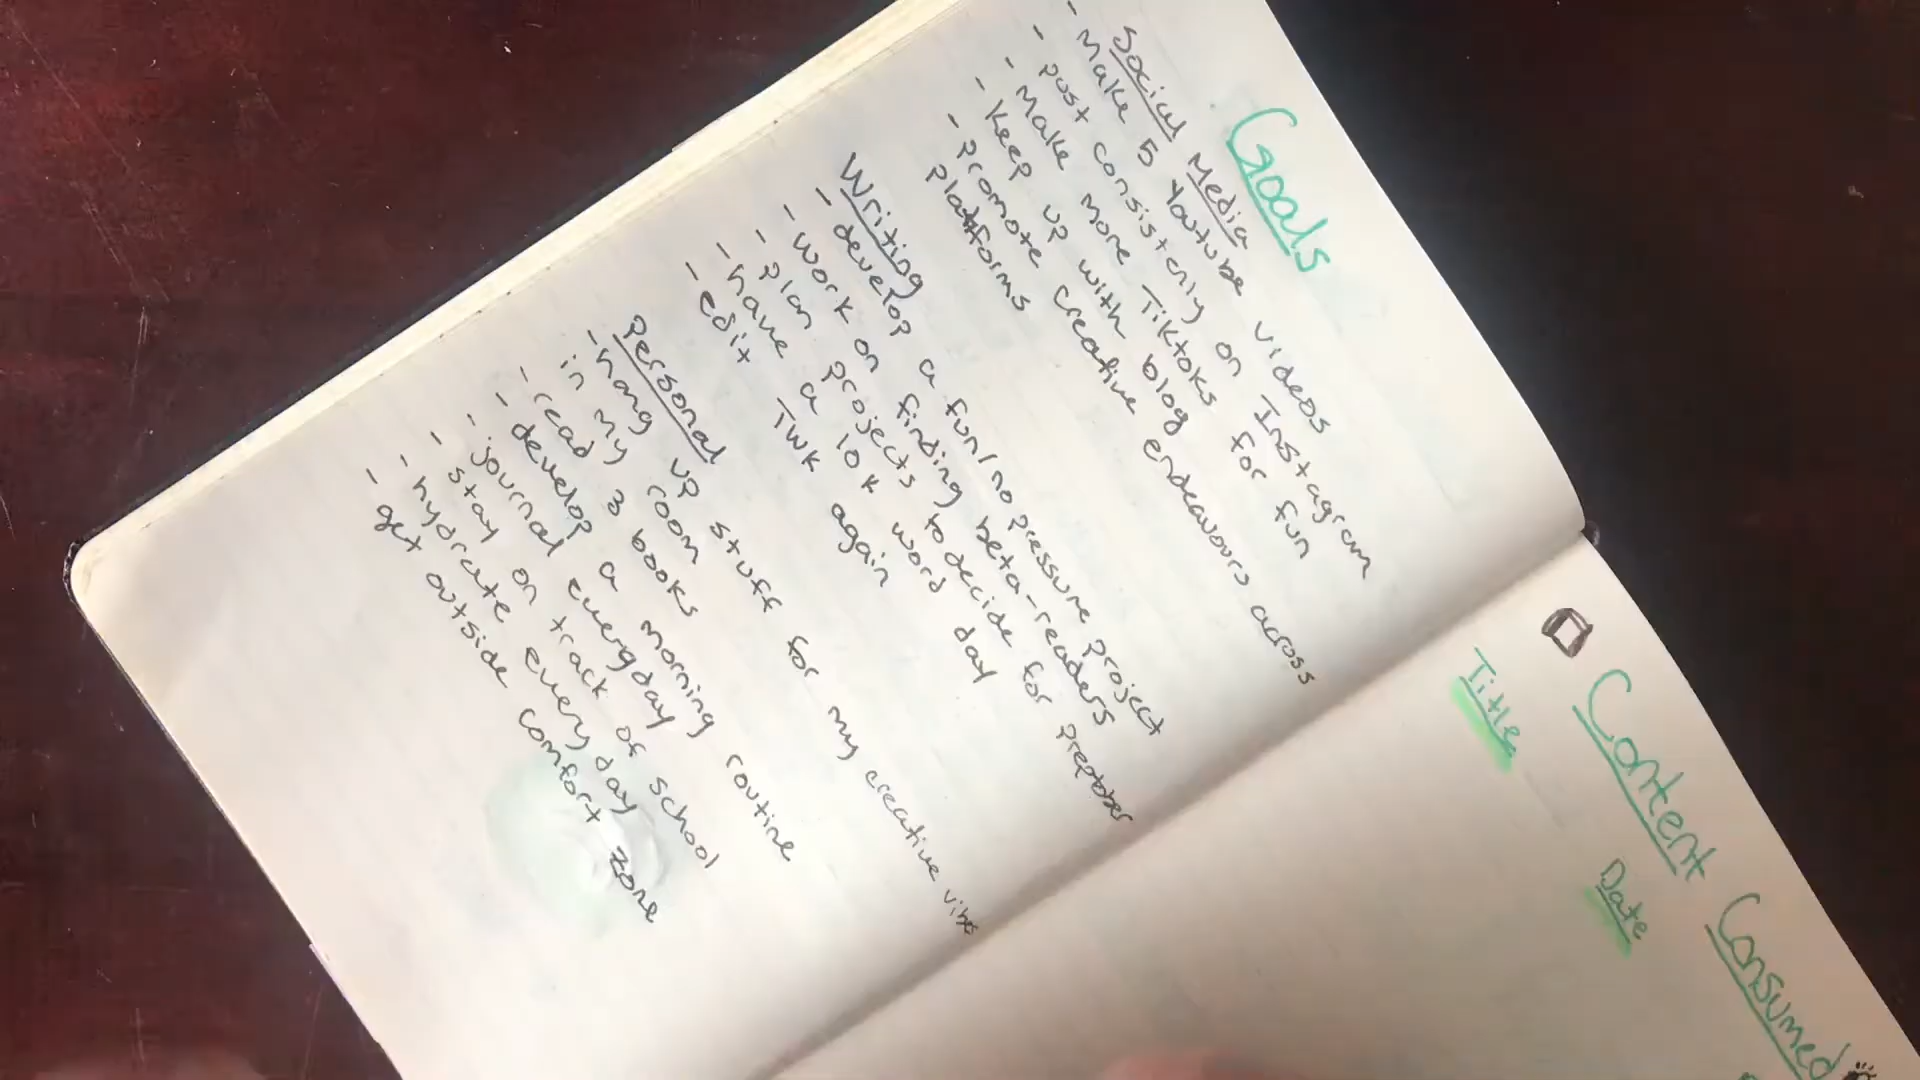 Goals
Social Media
- Make 5 Youtube videos
- post consistenly on Instagram
- Make more Tiktoks for fun
- Keep up with blog
- promote creative endeavours across
platforms
Writing
- develop a fun/no pressure project
- work on finding beta-readers
- plan projects to decide for preptober
- have a 10k word day
- edit TWK again
Personal
- hang up stuff for my creative vibes
in my room
- read 3 books
- develop a morning routine
- journal everyday
- stay on track of school
- hydrate every day
- get outside comfort zone
Content Consumed
Title Date